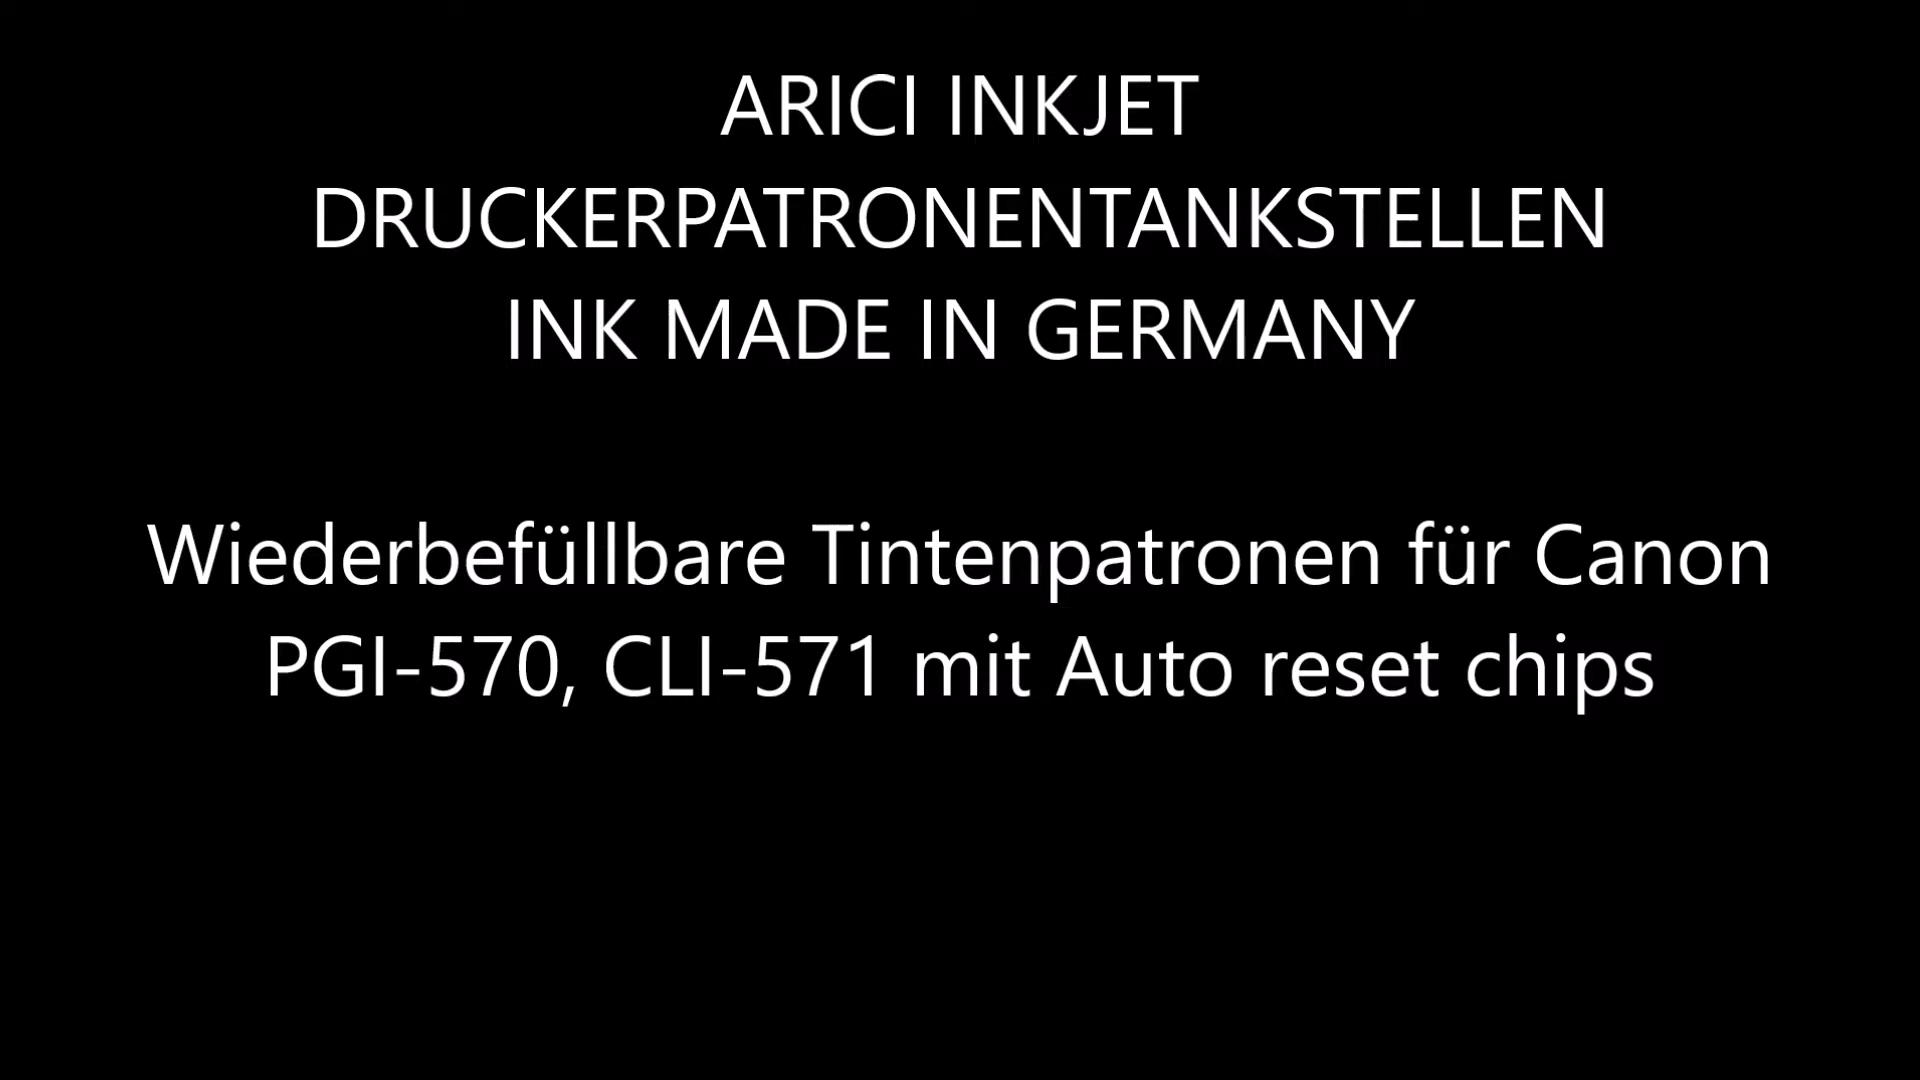 ARICI INKJET
DRUCKERPATRONENTANKSTELLEN
INK MADE IN GERMANY
Wiederbefüllbare Tintenpatronen für Canon
PGI-570, CLI-571 mit Auto reset chips